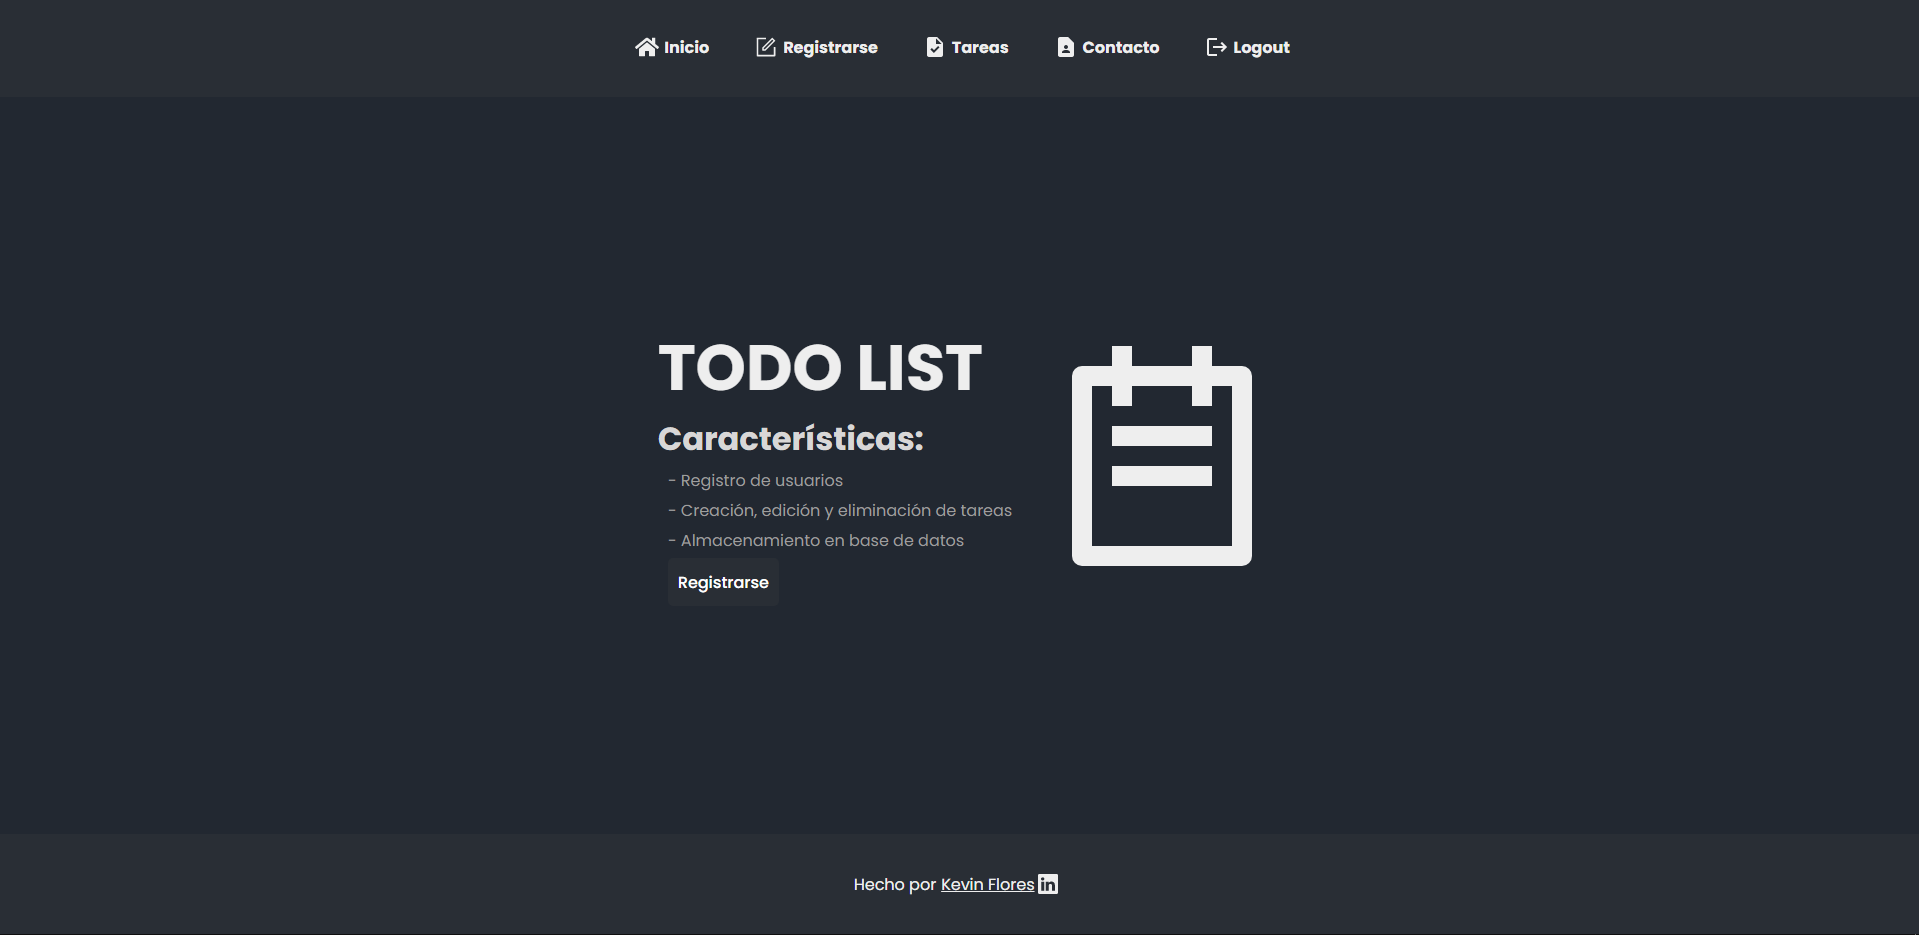 Inicio Registrarse Tareas Contacto Logout
TODO LIST
Características:
- Registro de usuarios
- Creación, edición y eliminación de tareas
- Almacenamiento en base de datos
Registrarse
Hecho por Kevin Flores in